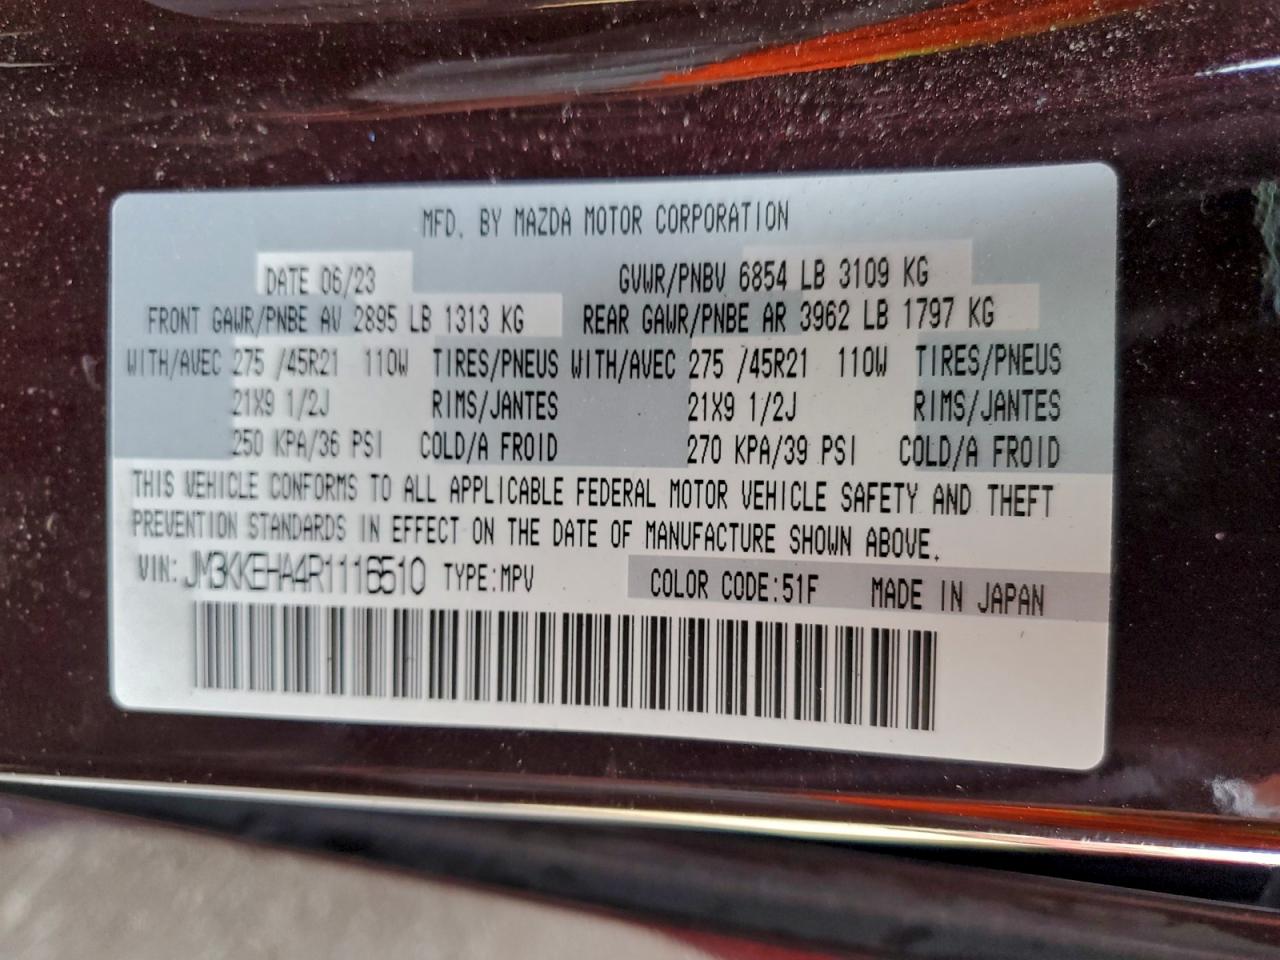 MFD. BY MAZDA MOTOR CORPORATION
DATE 06/23 GVWR/PNBV 6854 LB 3109 KG
FRONT GAWR/PNBE AV 2895 LB 1313 KG REAR GAWR/PNBE AR 3962 LB 1797 KG
WITH/AVEC 275 /45R21 110W TIRES/PNEUS WITH/AVEC 275 /45R21 110W TIRES/PNEUS
21X9 1/2J RIMS/JANTES 21X9 1/2J RIMS/JANTES
250 KPA/36 PSI COLD/A FROID 270 KPA/39 PSI COLD/A FROID
THIS VEHICLE CONFORMS TO ALL APPLICABLE FEDERAL MOTOR VEHICLE SAFETY AND THEFT
PREVENTION STANDARDS IN EFFECT ON THE DATE OF MANUFACTURE SHOWN ABOVE.
VIN: JM3KKEHA4R1116510 TYPE:MPV COLOR CODE:51F MADE IN JAPAN